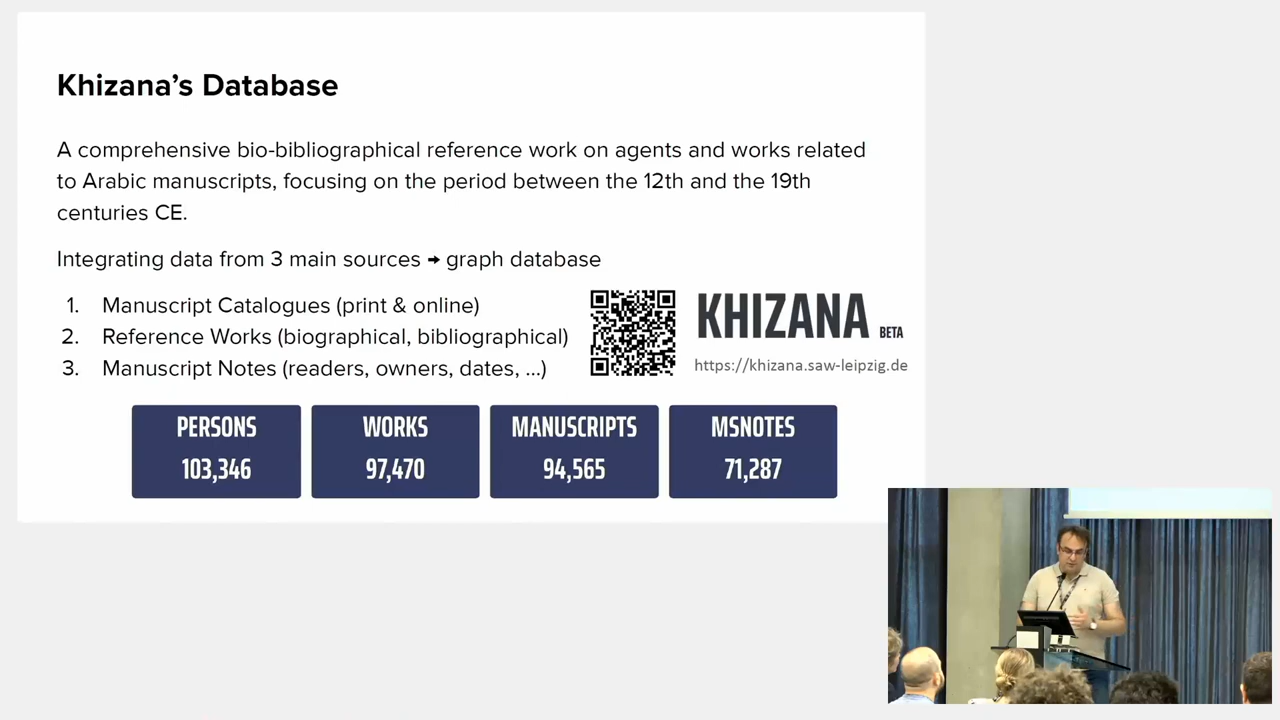 Khizana’s Database
A comprehensive bio-bibliographical reference work on agents and works related
to Arabic manuscripts, focusing on the period between the 12th and the 19th
centuries CE.
Integrating data from 3 main sources → graph database
1. Manuscript Catalogues (print & online)
2. Reference Works (biographical, bibliographical)
3. Manuscript Notes (readers, owners, dates, ...)
KHIZANA BETA
https://khizana.saw-leipzig.de
PERSONS
103,346
WORKS
97,470
MANUSCRIPTS
94,565
MSNOTES
71,287